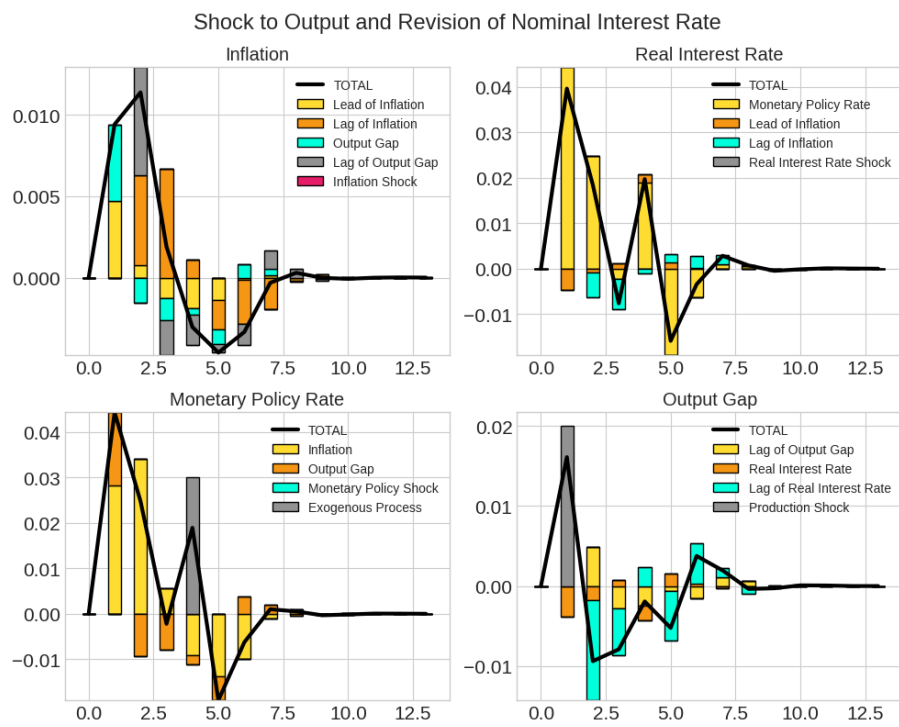 Shock to Output and Revision of Nominal Interest Rate
Inflation
TOTAL
Lead of Inflation
Lag of Inflation
Output Gap
Lag of Output Gap
Inflation Shock
0.010
0.005
0.000
0.0 2.5 5.0 7.5 10.0 12.5
Real Interest Rate
TOTAL
Monetary Policy Rate
Lead of Inflation
Lag of Inflation
Real Interest Rate Shock
0.04
0.03
0.02
0.01
0.00
−0.01
0.0 2.5 5.0 7.5 10.0 12.5
Monetary Policy Rate
TOTAL
Inflation
Output Gap
Monetary Policy Shock
Exogenous Process
0.04
0.03
0.02
0.01
0.00
−0.01
0.0 2.5 5.0 7.5 10.0 12.5
Output Gap
TOTAL
Lag of Output Gap
Real Interest Rate
Lag of Real Interest Rate
Production Shock
0.02
0.01
0.00
−0.01
0.0 2.5 5.0 7.5 10.0 12.5